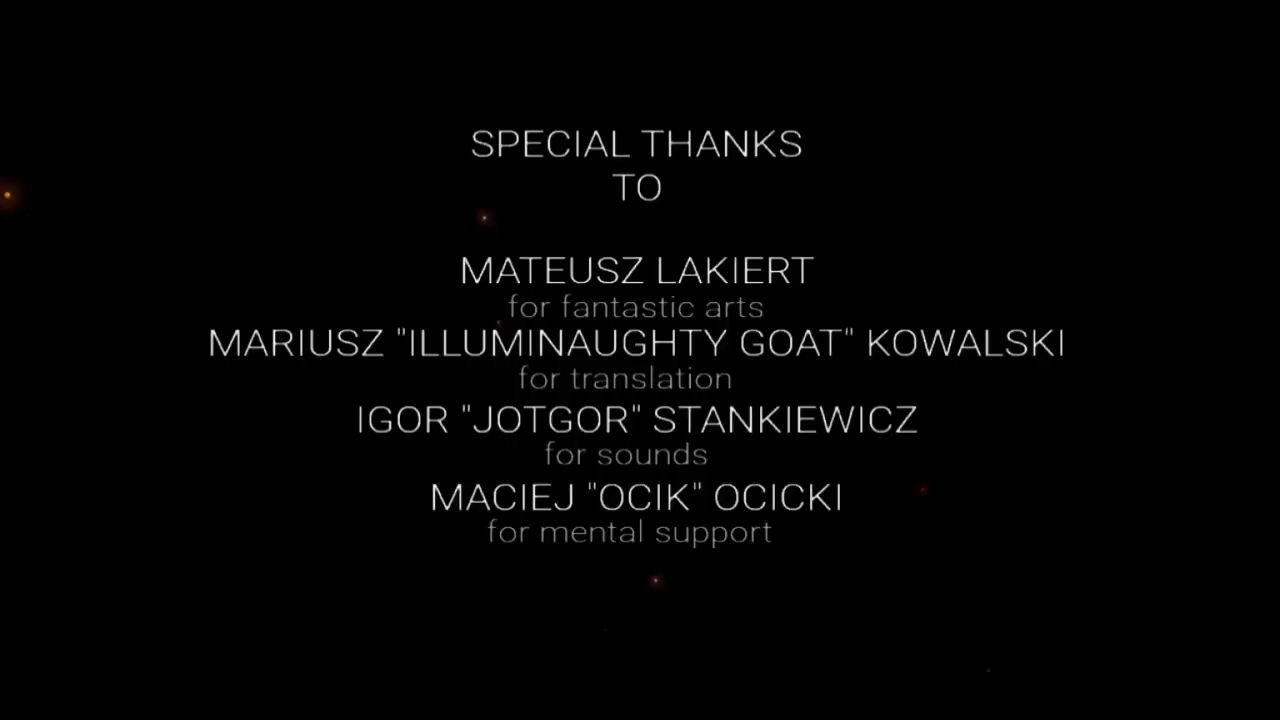 SPECIAL THANKS
TO
MATEUSZ LAKIERT
for fantastic arts
MARIUSZ "ILLUMINAUGHTY GOAT" KOWALSKI
for translation
IGOR "JOTGOR" STANKIEWICZ
for sounds
MACIEJ "OCIK" OCICKI
for mental support